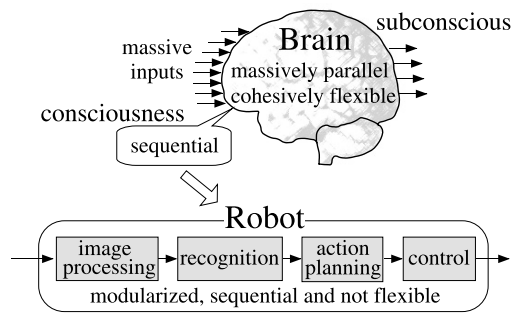 subconscious
Brain
massive
inputs
massively parallel
cohesively flexible
consciousness
sequential
Robot
image
processing
recognition
action
planning
control
modularized, sequential and not flexible